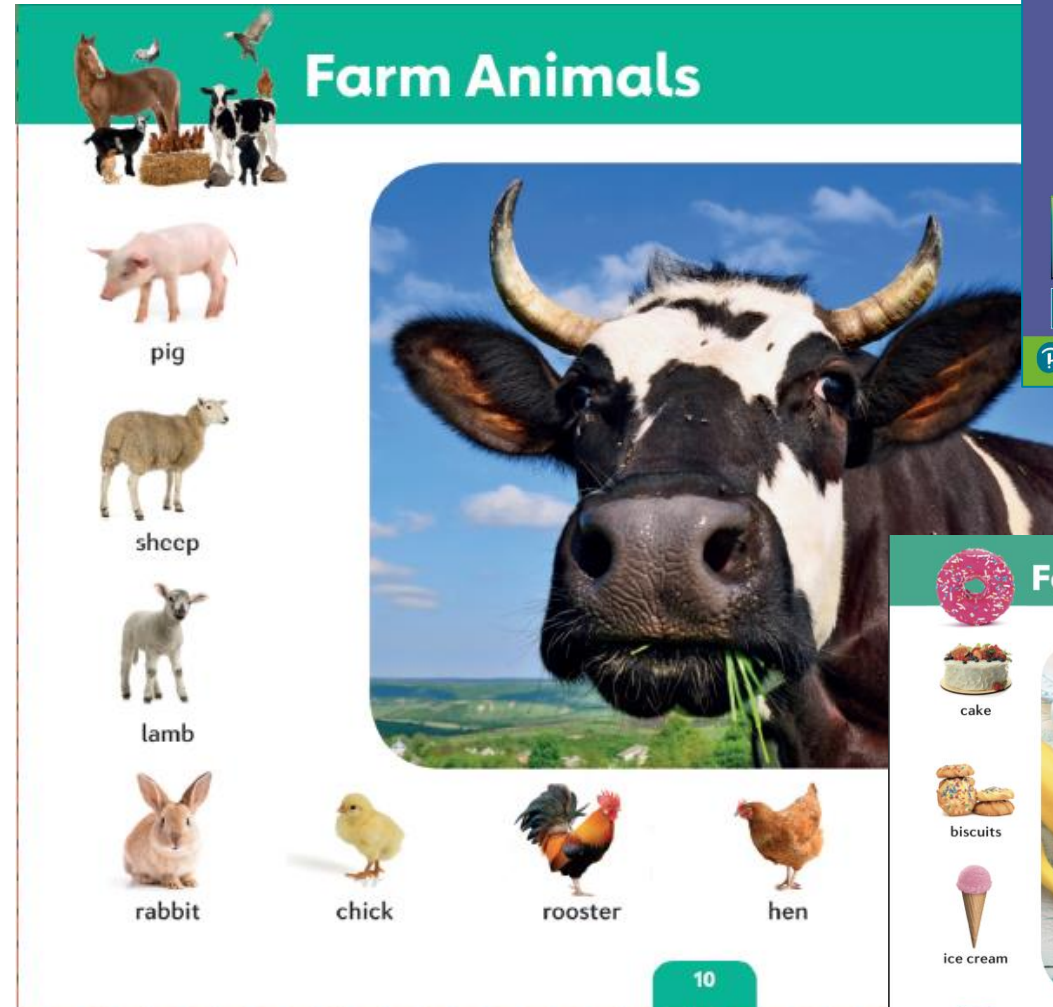 Farm Animals
pig
sheep
lamb
rabbit
chick
rooster
hen
10
cake
biscuits
ice cream